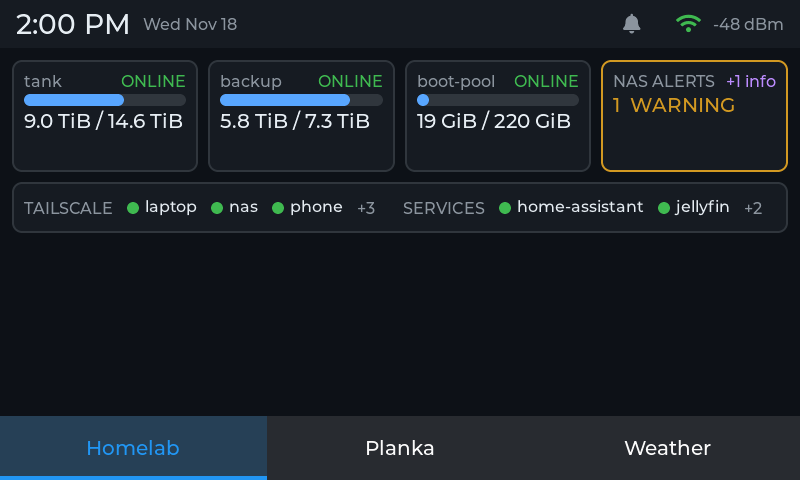 2:00 PM Wed Nov 18 -48 dBm
tank ONLINE
9.0 TiB / 14.6 TiB
backup ONLINE
5.8 TiB / 7.3 TiB
boot-pool ONLINE
19 GiB / 220 GiB
NAS ALERTS +1 info
1 WARNING
TAILSCALE laptop nas phone +3 SERVICES home-assistant jellyfin +2
Homelab Planka Weather